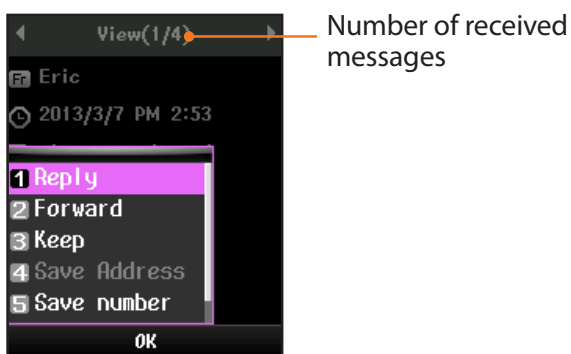 View(1/4)
Number of received
messages
Fr Eric
2013/3/7 PM 2:53
1 Reply
2 Forward
3 Keep
4 Save Address
5 Save number
OK